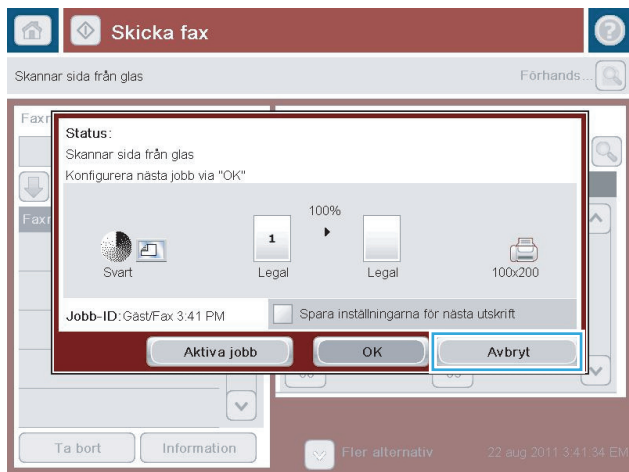 Skicka fax
Skannar sida från glas
Förhands...
Faxr
Status:
Skannar sida från glas
Konfigurera nästa jobb via "OK"
Faxr
100%
1
Svart
Legal
Legal
100x200
Jobb-ID: Gäst/Fax 3:41 PM
Spara inställningarna för nästa utskrift
Aktiva jobb
OK
Avbryt
Ta bort
Information
Fler alternativ
22 aug 2011 3:41:34 EM